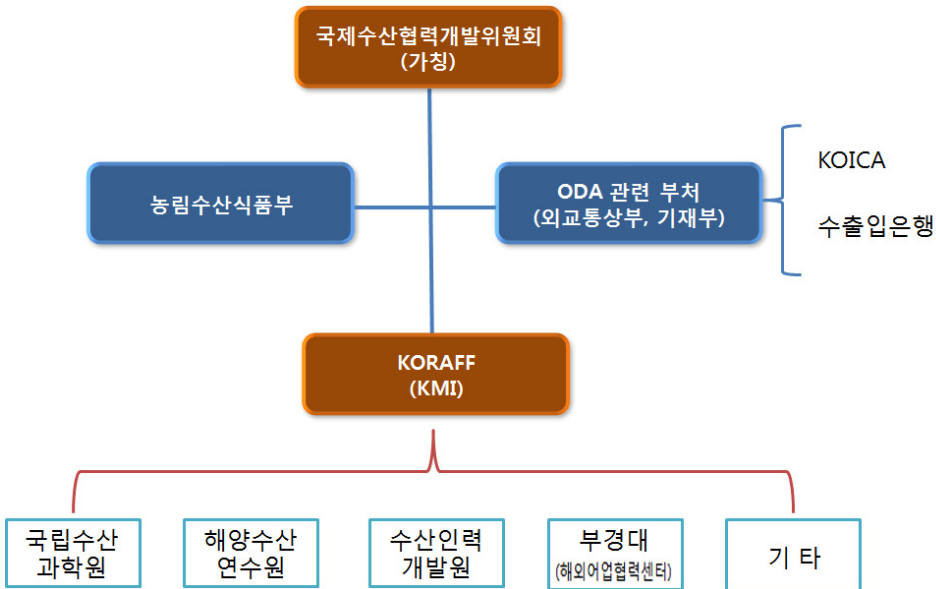 국제수산협력개발위원회
(가칭)
농림수산식품부
ODA 관련 부처
(외교통상부, 기재부)
KOICA
수출입은행
KORAFF
(KMI)
국립수산
과학원
해양수산
연수원
수산인력
개발원
부경대
(해외어업협력센터)
기 타